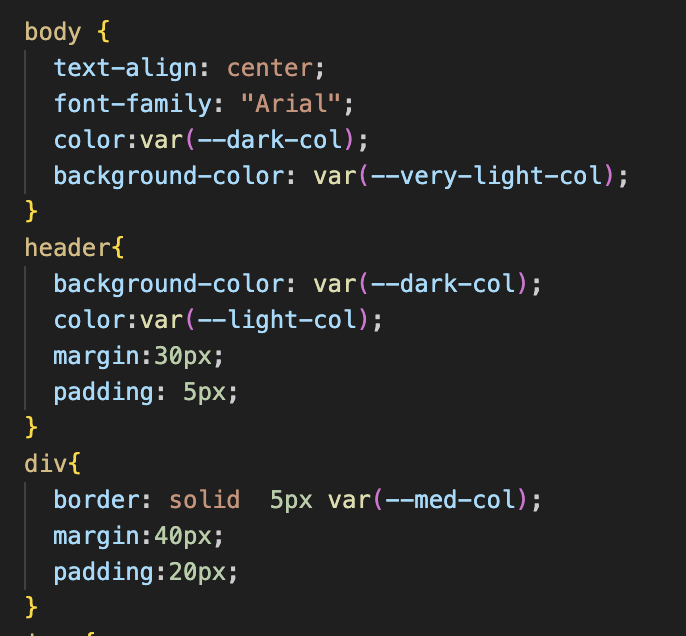 body {
  text-align: center;
  font-family: "Arial";
  color:var(--dark-col);
  background-color: var(--very-light-col);
}
header{
  background-color: var(--dark-col);
  color:var(--light-col);
  margin:30px;
  padding: 5px;
}
div{
  border: solid  5px var(--med-col);
  margin:40px;
  padding:20px;
}